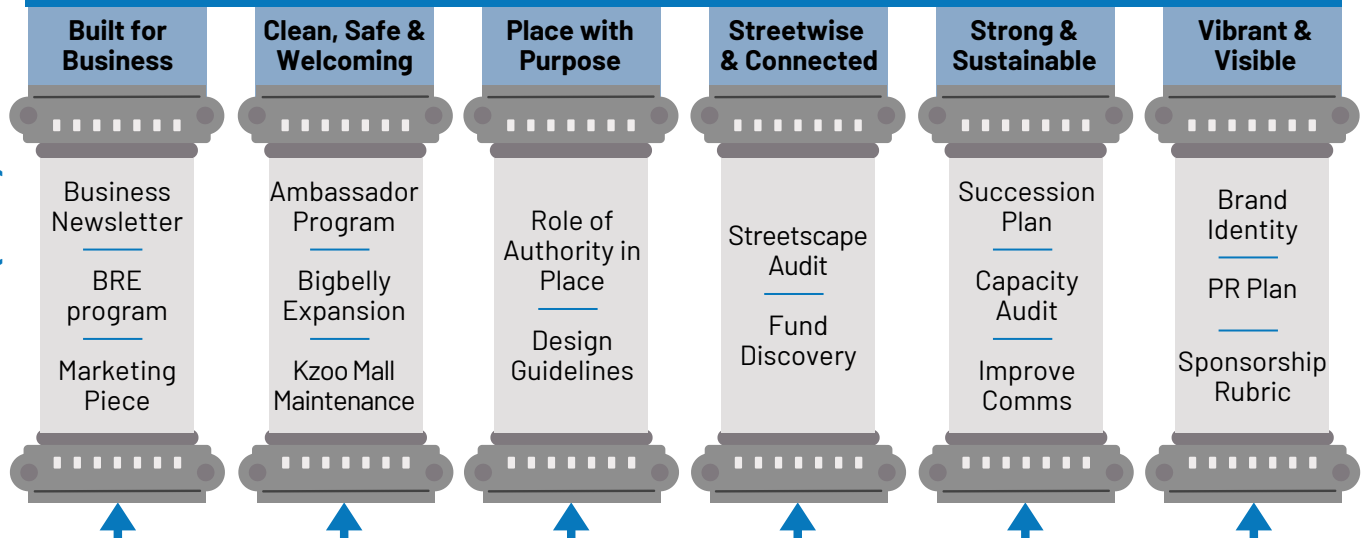 Built for
Business
Business
Newsletter
BRE
program
Marketing
Piece
Clean, Safe &
Welcoming
Ambassador
Program
Bigbelly
Expansion
Kzoo Mall
Maintenance
Place with
Purpose
Role of
Authority in
Place
Design
Guidelines
Streetwise
& Connected
Streetscape
Audit
Fund
Discovery
Strong &
Sustainable
Succession
Plan
Capacity
Audit
Improve
Comms
Vibrant &
Visible
Brand
Identity
PR Plan
Sponsorship
Rubric